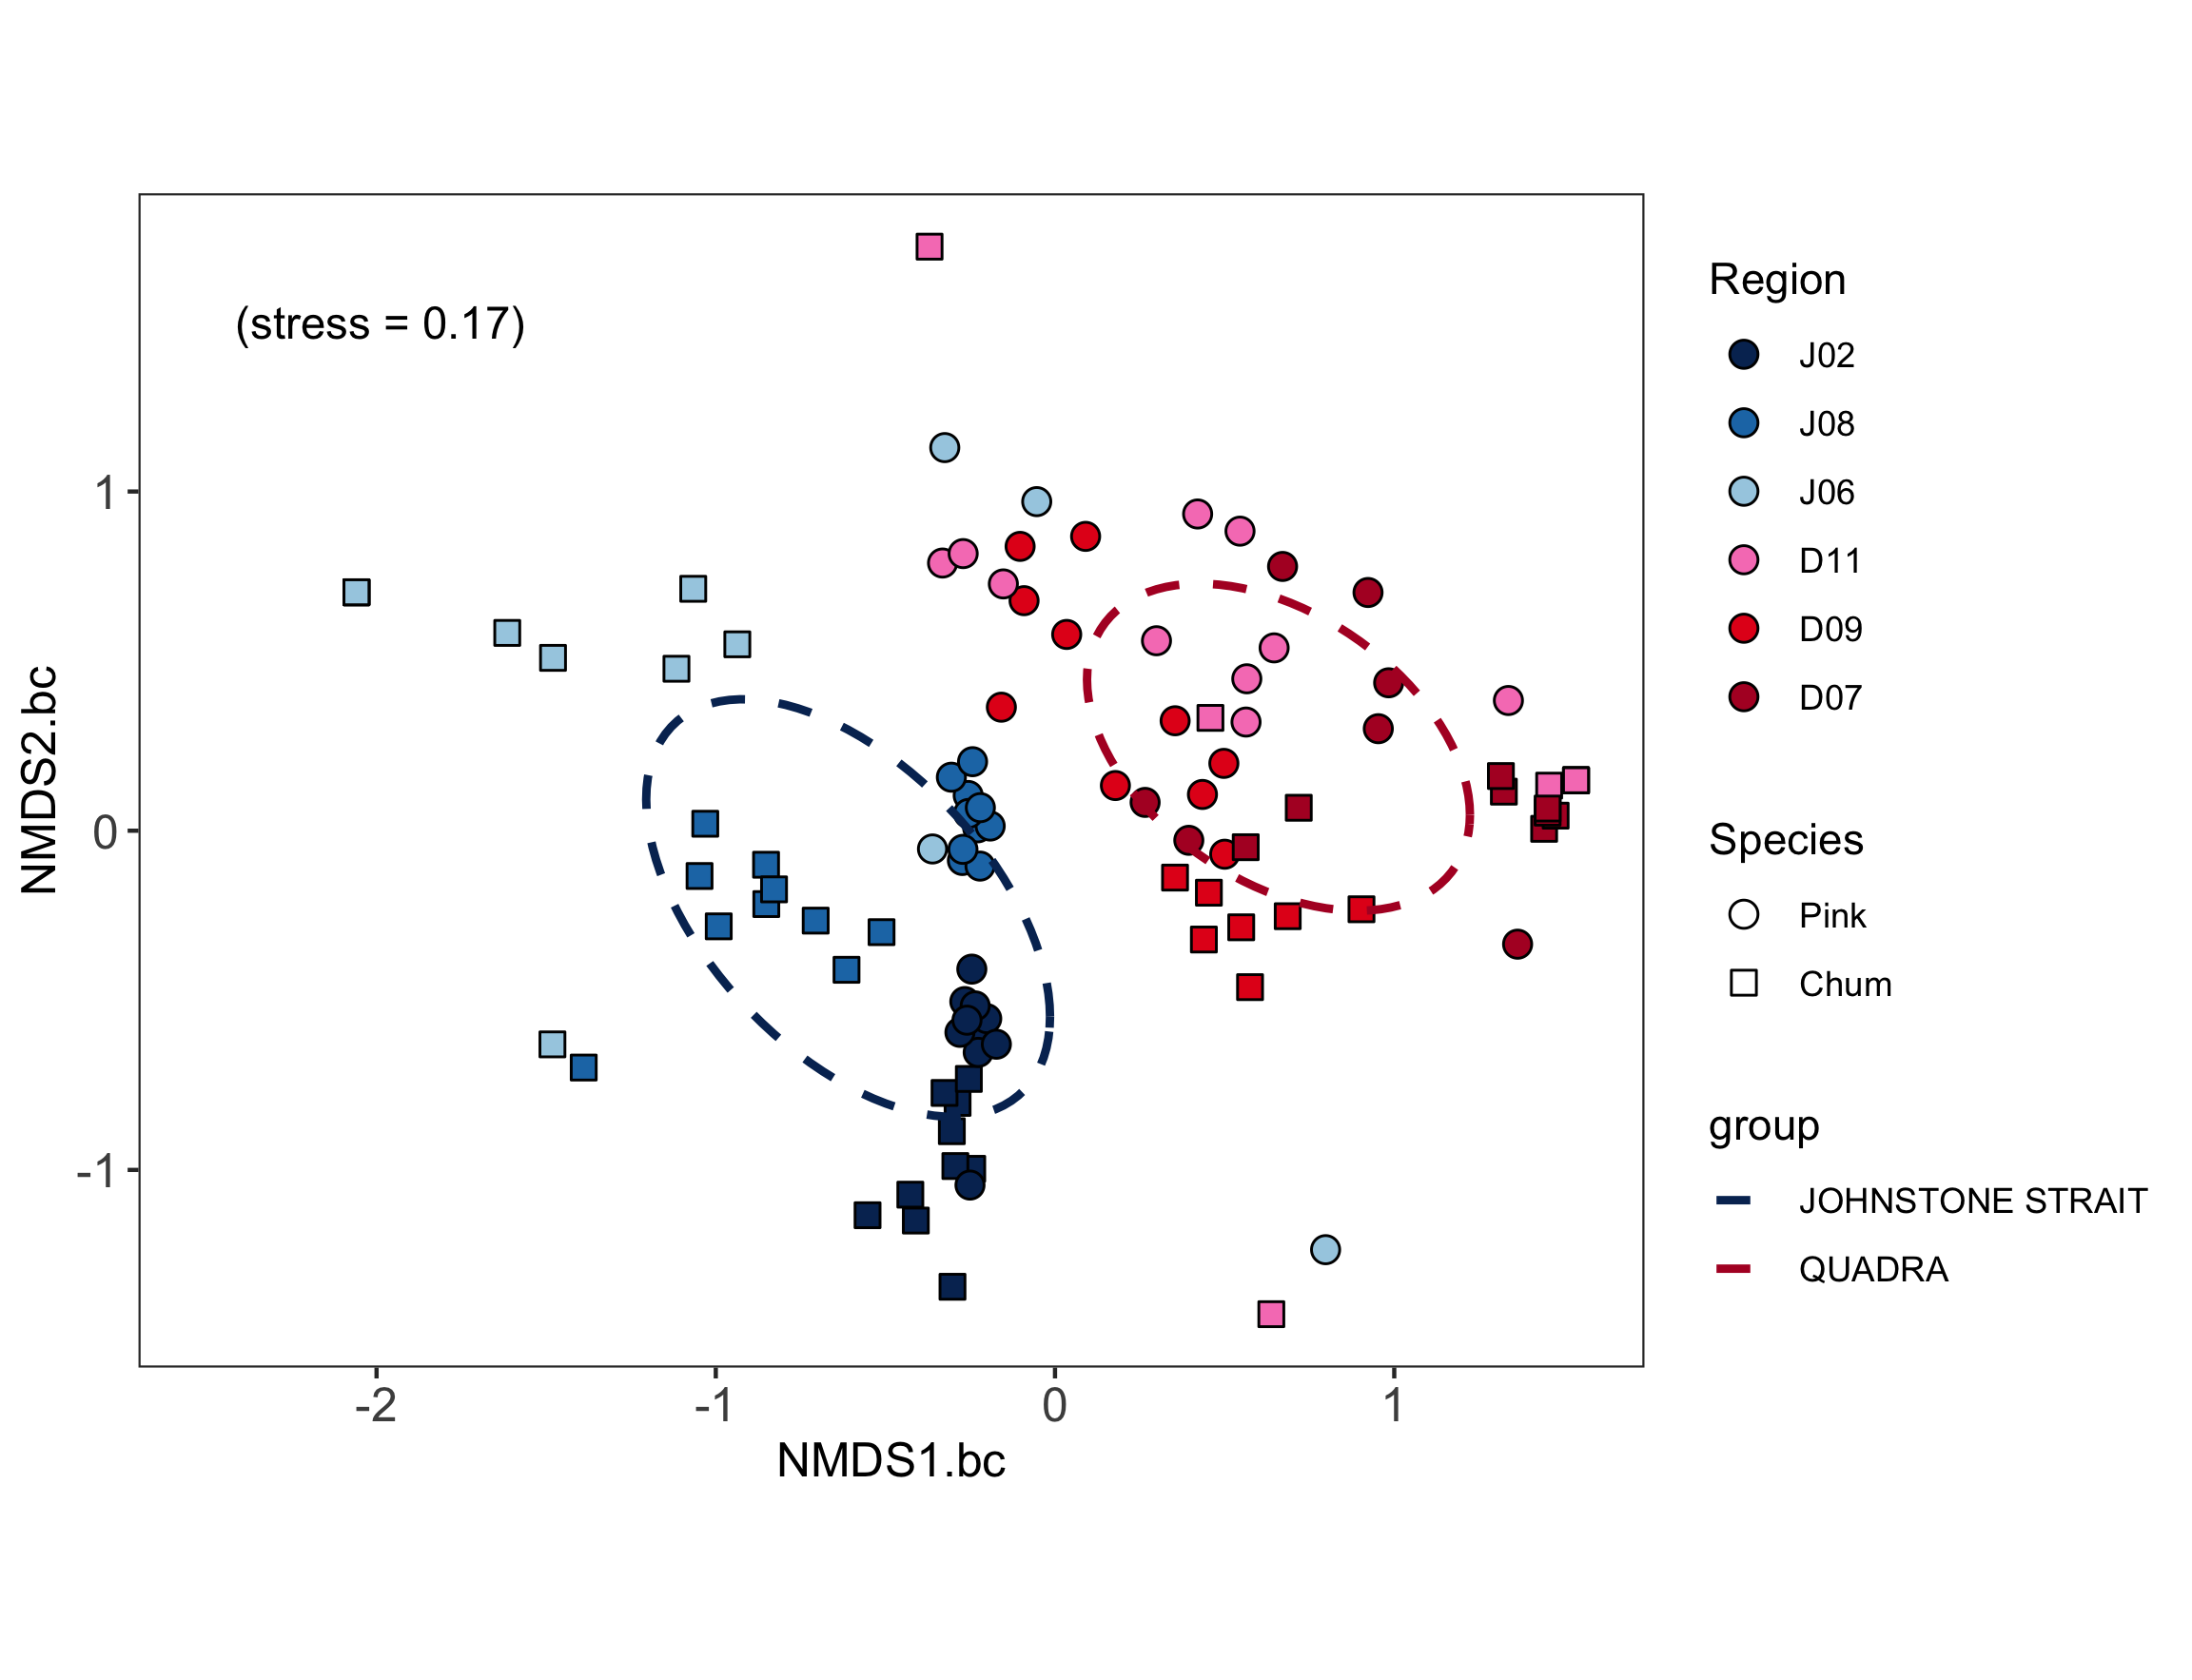 (stress = 0.17)
1
0
-1
NMDS2.bc
-2
-1
0
1
NMDS1.bc
Region
J02
J08
J06
D11
D09
D07
Species
Pink
Chum
group
JOHNSTONE STRAIT
QUADRA